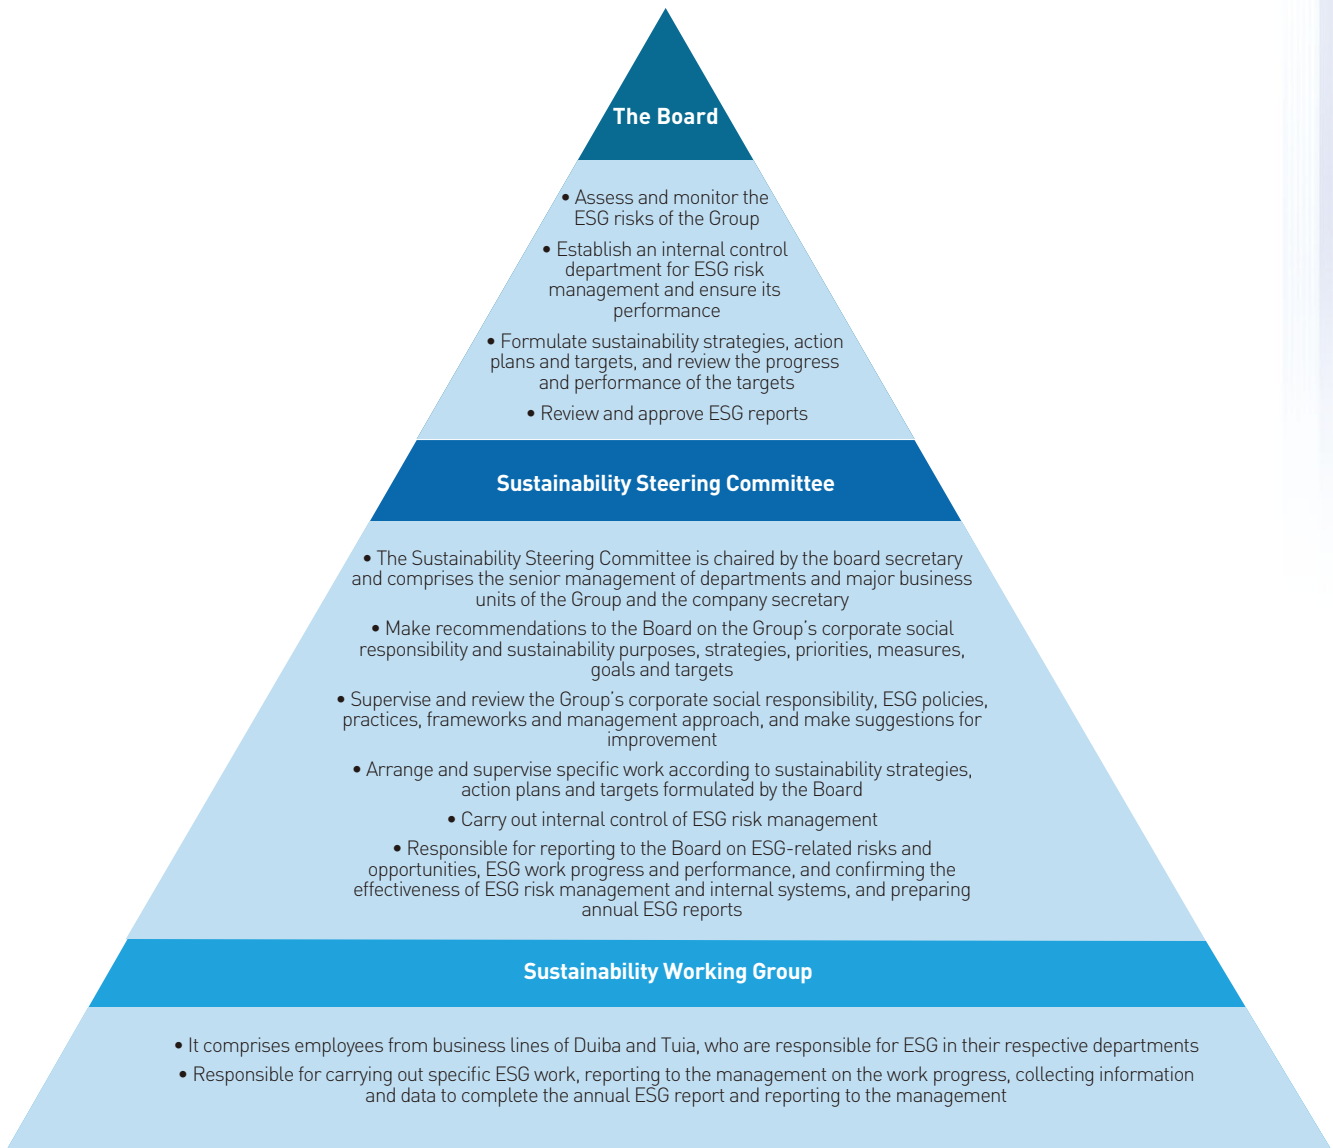 The Board
• Assess and monitor the
ESG risks of the Group
• Establish an internal control
department for ESG risk
management and ensure its
performance
• Formulate sustainability strategies, action
plans and targets, and review the progress
and performance of the targets
• Review and approve ESG reports
Sustainability Steering Committee
• The Sustainability Steering Committee is chaired by the board secretary
and comprises the senior management of departments and major business
units of the Group and the company secretary
• Make recommendations to the Board on the Group's corporate social
responsibility and sustainability purposes, strategies, priorities, measures,
goals and targets
• Supervise and review the Group's corporate social responsibility, ESG policies,
practices, frameworks and management approach, and make suggestions for
improvement
• Arrange and supervise specific work according to sustainability strategies,
action plans and targets formulated by the Board
• Carry out internal control of ESG risk management
• Responsible for reporting to the Board on ESG-related risks and
opportunities, ESG work progress and performance, and confirming the
effectiveness of ESG risk management and internal systems, and preparing
annual ESG reports
Sustainability Working Group
• It comprises employees from business lines of Duiba and Tuia, who are responsible for ESG in their respective departments
• Responsible for carrying out specific ESG work, reporting to the management on the work progress, collecting information
and data to complete the annual ESG report and reporting to the management